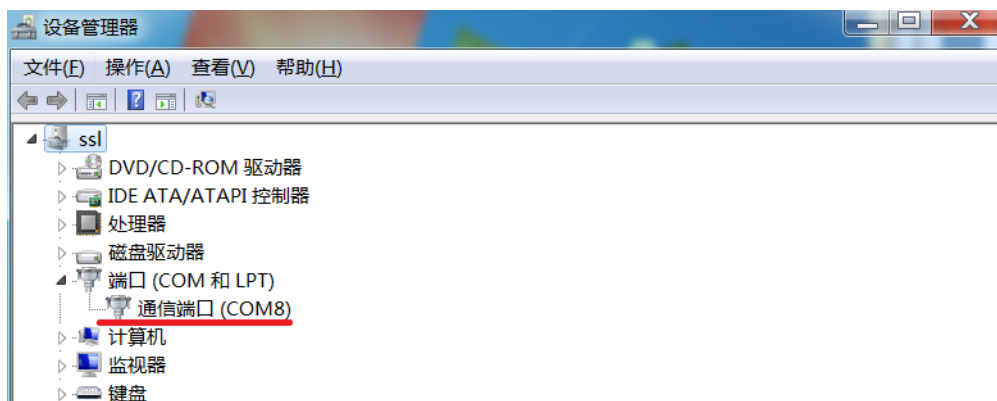 设备管理器
文件(F) 操作(A) 查看(V) 帮助(H)
ssl
DVD/CD-ROM 驱动器
IDE ATA/ATAPI 控制器
处理器
磁盘驱动器
端口 (COM 和 LPT)
通信端口 (COM8)
计算机
监视器
键盘